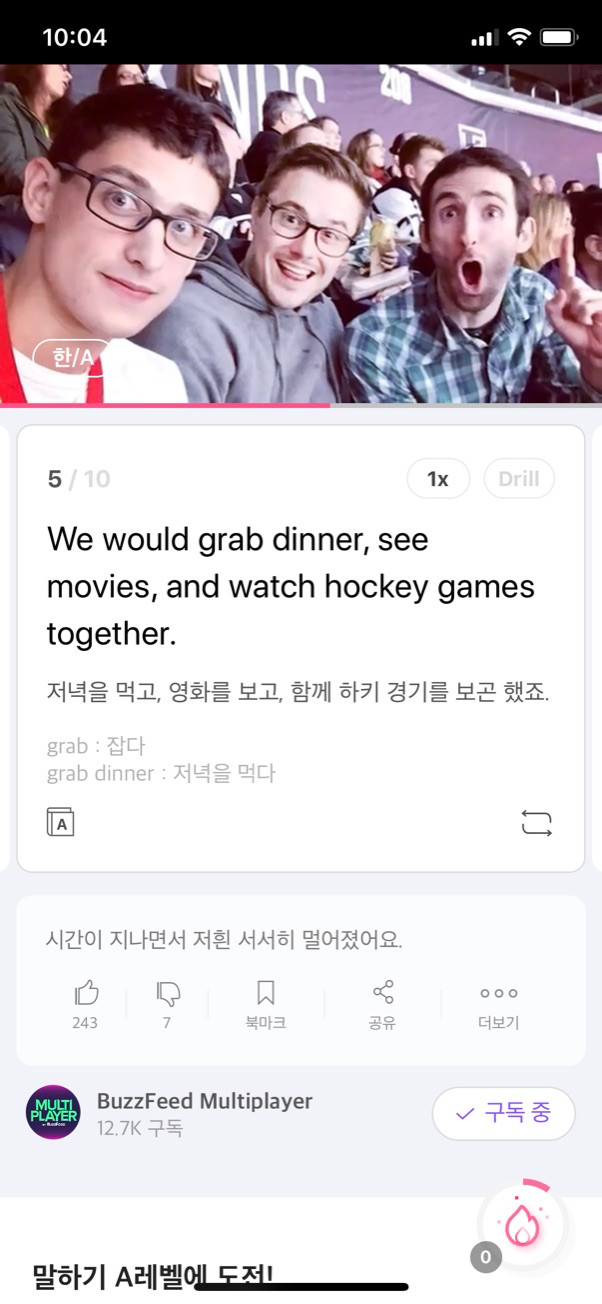 10:04
200
한/A
5 / 10
1x
Drill
We would grab dinner, see
movies, and watch hockey games
together.
저녁을 먹고, 영화를 보고, 함께 하키 경기를 보곤 했죠.
grab : 잡다
grab dinner : 저녁을 먹다
A
시간이 지나면서 저흰 서서히 멀어졌어요.
243
7
북마크
공유
더보기
MULTI
PLAYER
BuzzFeed Multiplayer
12.7K 구독
구독 중
0
말하기 A레벨에 도전!